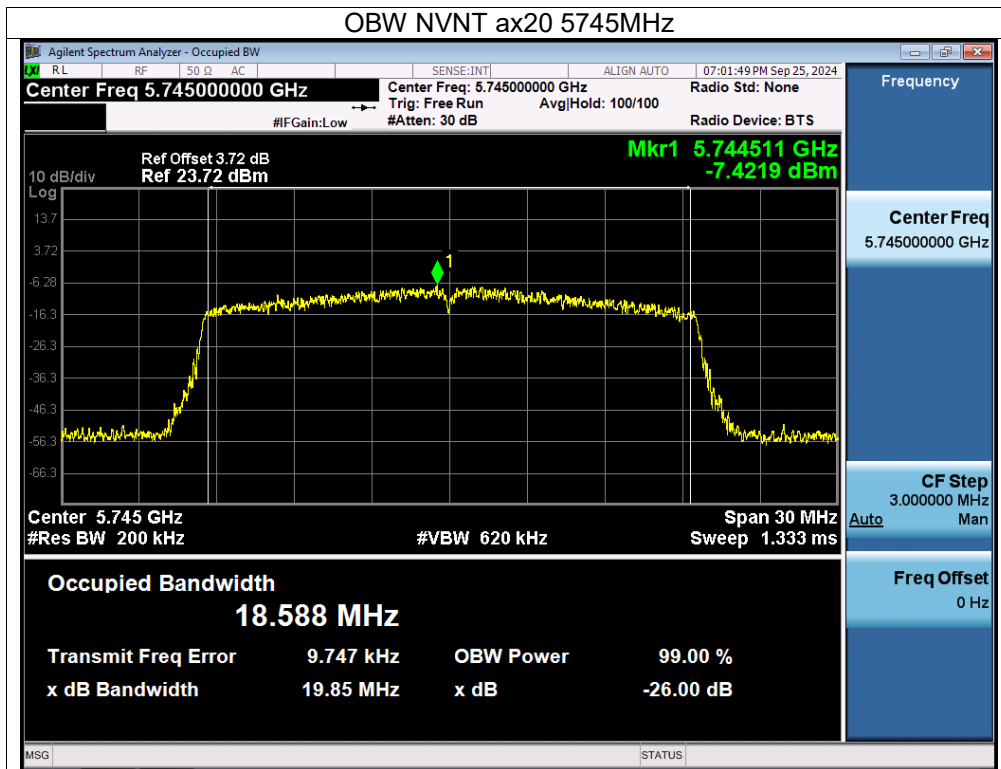 OBW NVNT ax20 5745MHz
Agilent Spectrum Analyzer - Occupied BW
LXI RL RF 50 Ω AC SENSE:INT ALIGN AUTO 07:01:49 PM Sep 25, 2024
Center Freq 5.745000000 GHz
Center Freq: 5.745000000 GHz Radio Std: None
Trig: Free Run Avg|Hold: 100/100
#IFGain:Low #Atten: 30 dB Radio Device: BTS
Frequency
Mkr1 5.744511 GHz
-7.4219 dBm
Ref Offset 3.72 dB
10 dB/div Ref 23.72 dBm
Log
13.7
3.72
-6.28
-16.3
-26.3
-36.3
-46.3
-56.3
-66.3
1
Center Freq
5.745000000 GHz
Center 5.745 GHz Span 30 MHz
#Res BW 200 kHz #VBW 620 kHz Sweep 1.333 ms
CF Step
3.000000 MHz
Auto Man
Occupied Bandwidth
18.588 MHz
Transmit Freq Error 9.747 kHz OBW Power 99.00 %
x dB Bandwidth 19.85 MHz x dB -26.00 dB
Freq Offset
0 Hz
MSG STATUS